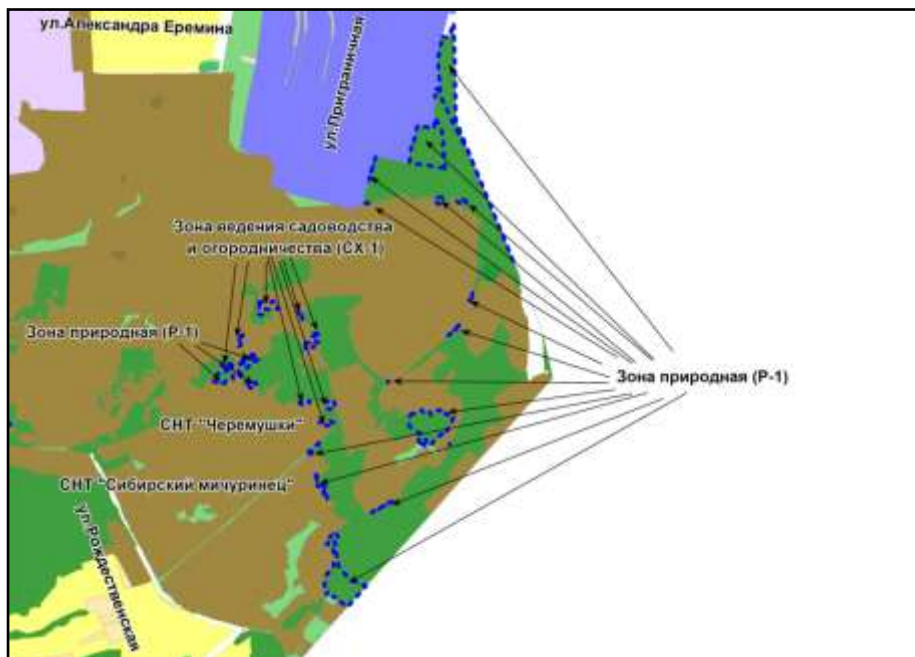 ул.Александра Еремина
ул.Приграничная
Зона ведения садоводства
и огородничества (СХ-1)
Зона природная (Р-1)
Зона природная (Р-1)
СНТ "Черемушки"
СНТ "Сибирский мичуринец"
ул.Рождественская